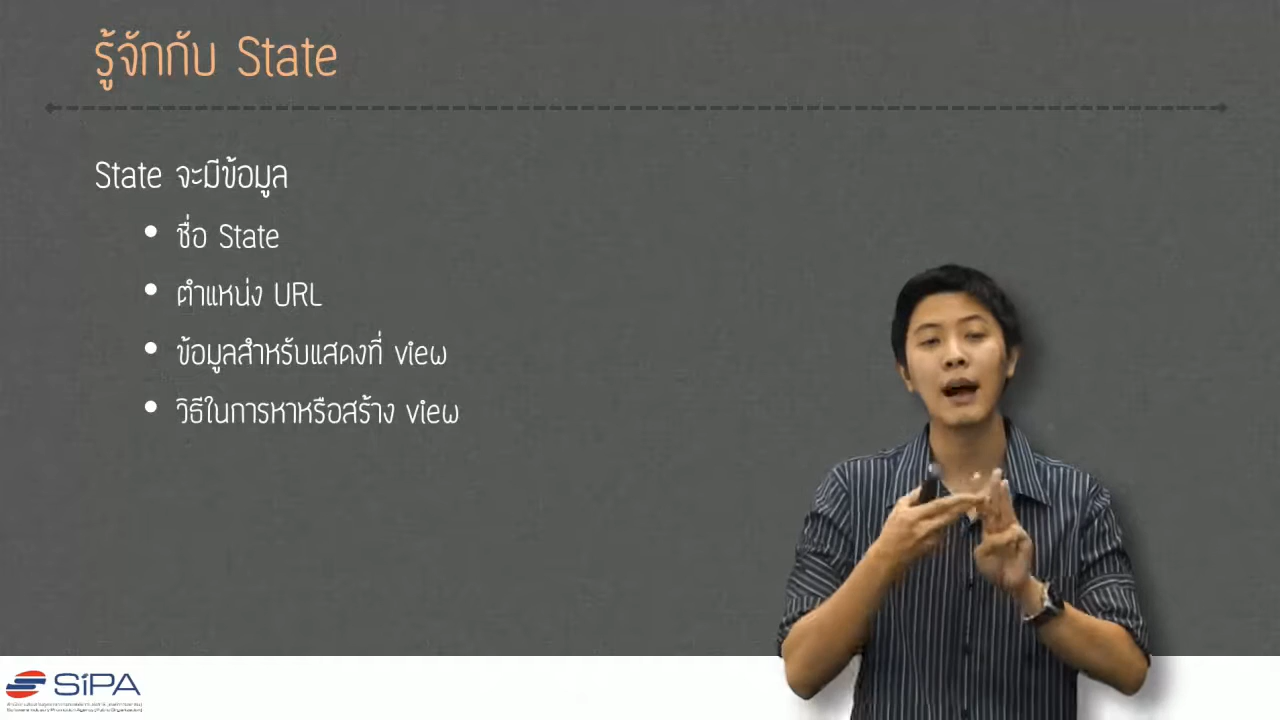 รู้จักกับ State
State จะมีข้อมูล
• ชื่อ State
• ตำแหน่ง URL
• ข้อมูลสำหรับแสดงที่ view
• วิธีในการหาหรือสร้าง view
SiPA